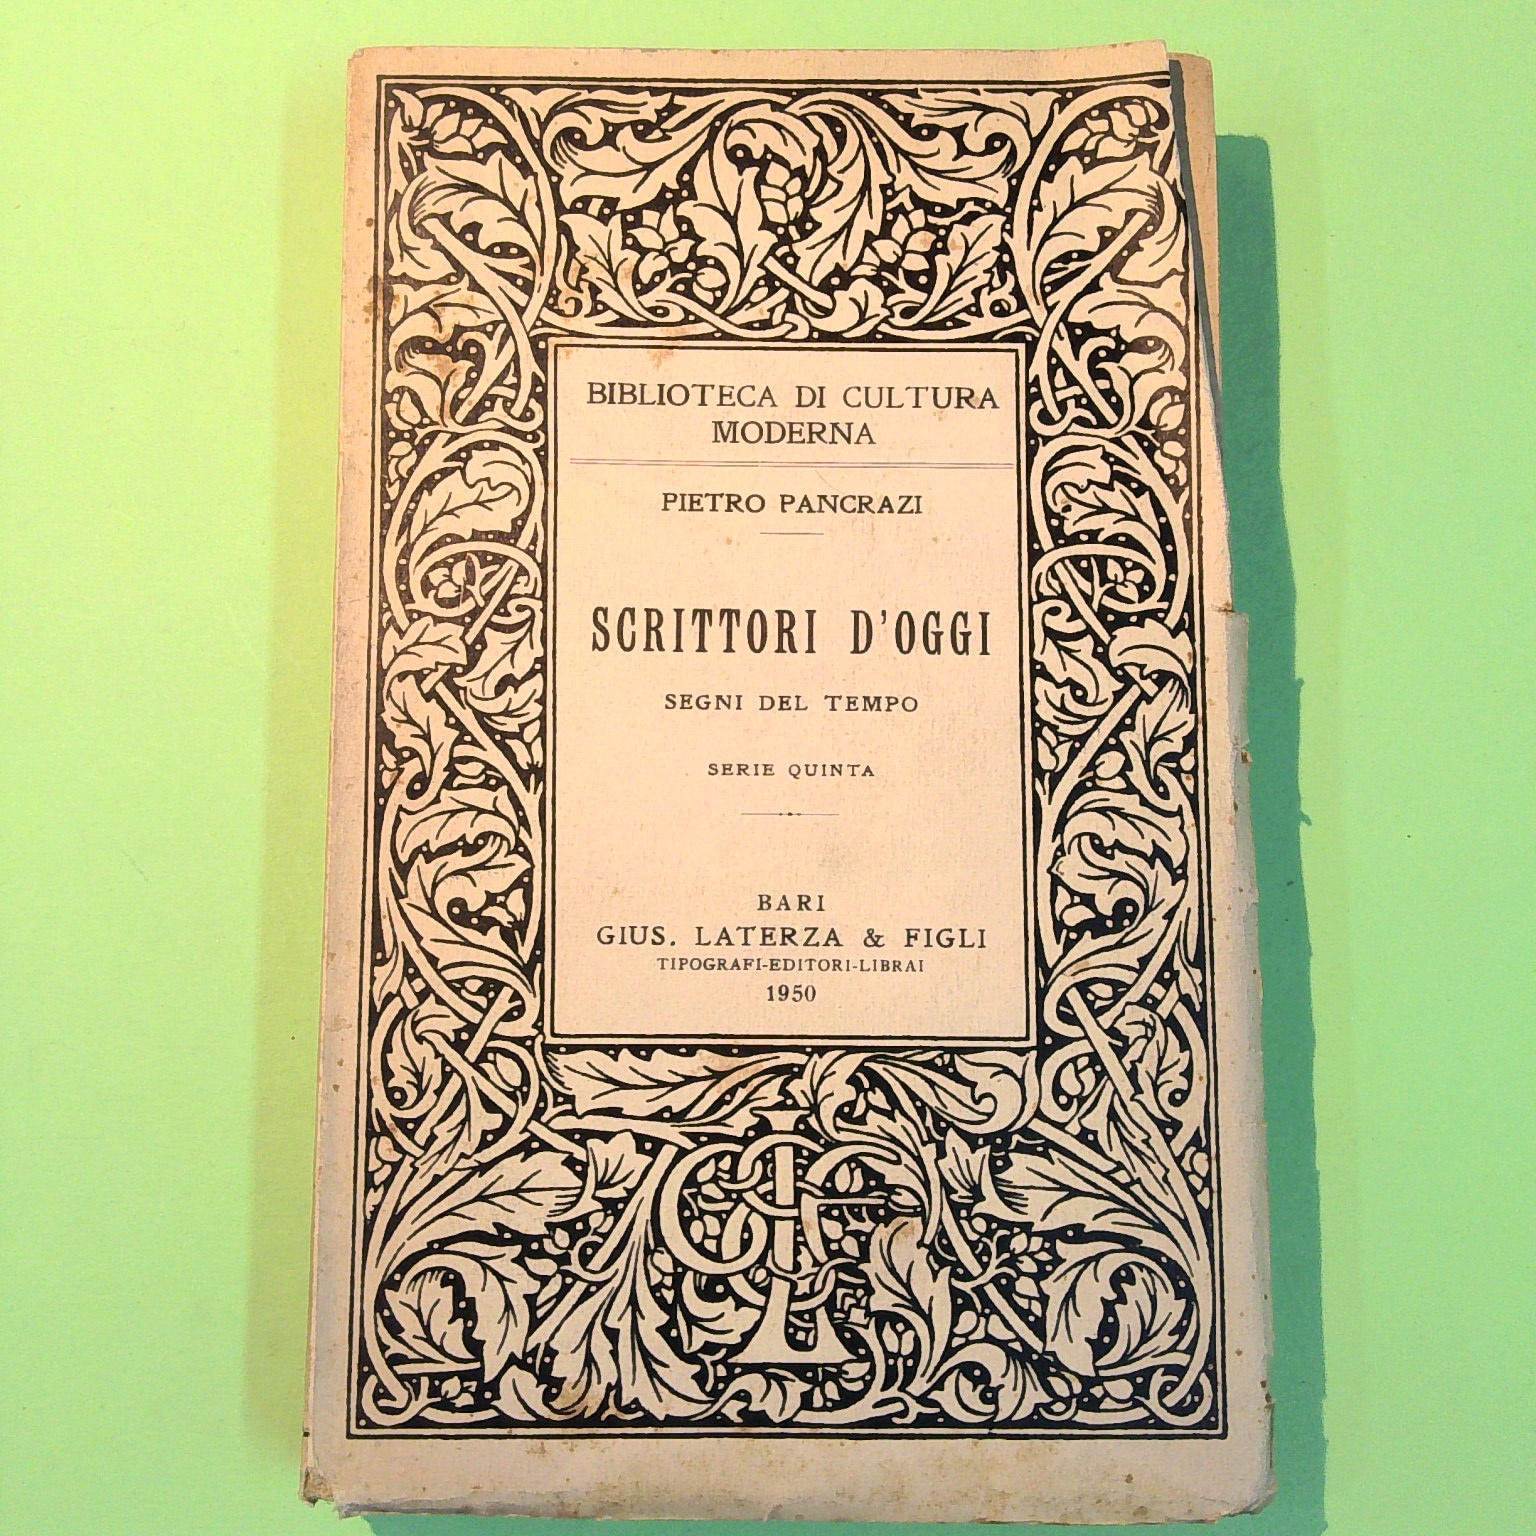 BIBLIOTECA DI CULTURA
MODERNA
PIETRO PANCRAZI
SCRITTORI D'OGGI
SEGNI DEL TEMPO
SERIE QUINTA
BARI
GIUS. LATERZA & FIGLI
TIPOGRAFI-EDITORI-LIBRAI
1950